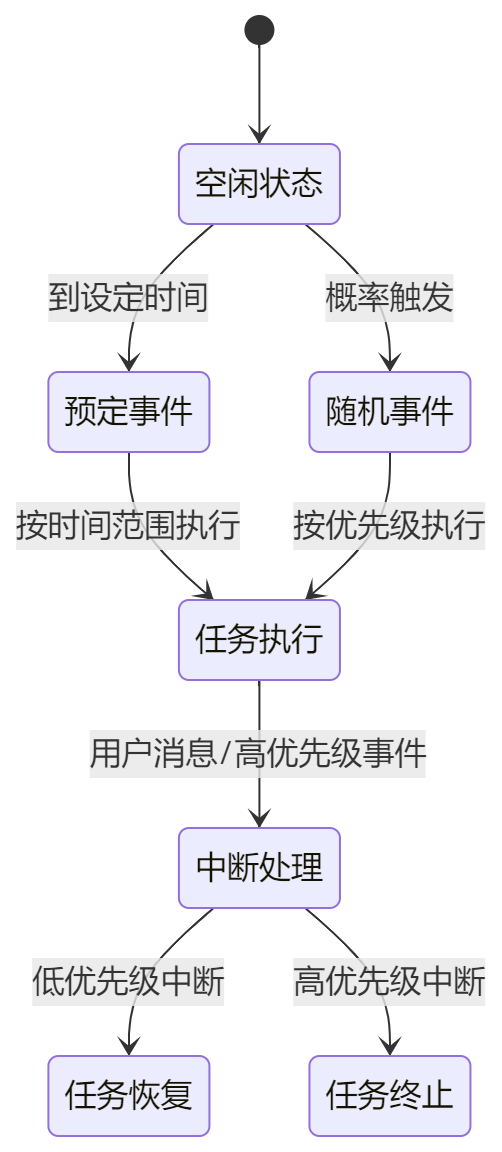 空闲状态
到设定时间
概率触发
预定事件
随机事件
按时间范围执行
按优先级执行
任务执行
用户消息/高优先级事件
中断处理
低优先级中断
高优先级中断
任务恢复
任务终止